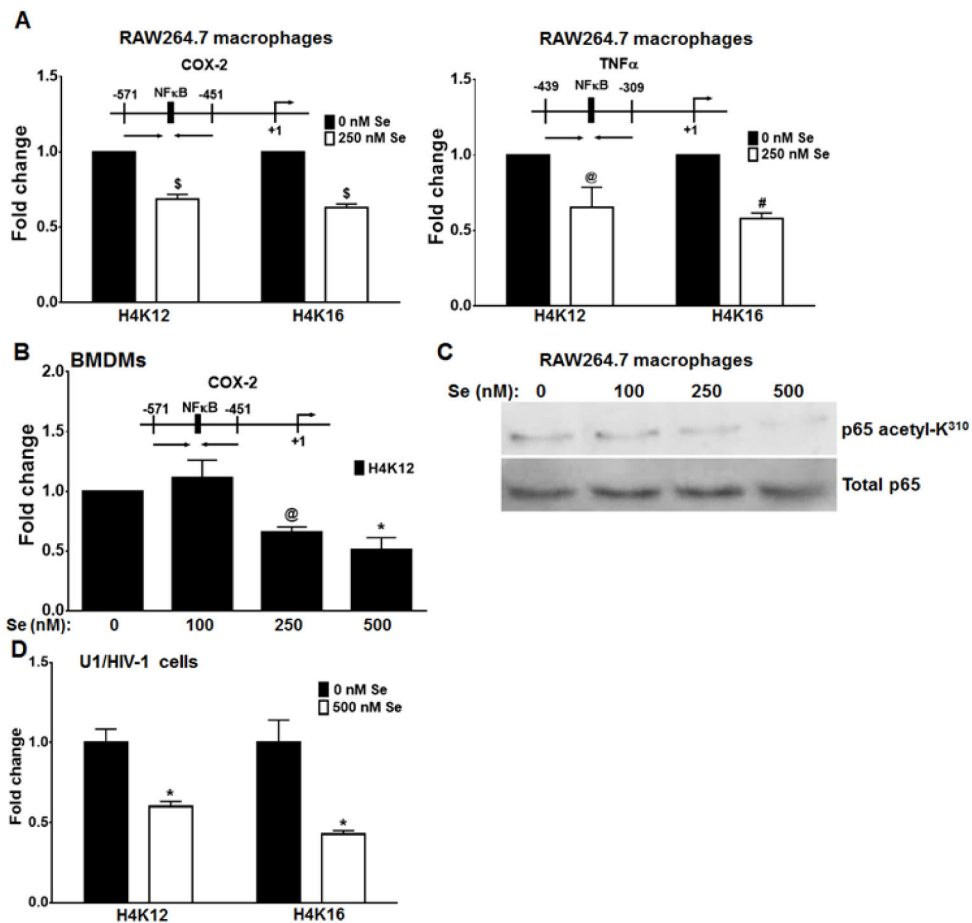 A
RAW264.7 macrophages
COX-2
-571 NFκB -451
+1
0 nM Se
250 nM Se
Fold change
1.5
1.0
0.5
0.0
$
$
H4K12 H4K16
RAW264.7 macrophages
TNFα
-439 NFκB -309
+1
0 nM Se
250 nM Se
Fold change
1.5
1.0
0.5
0.0
@
#
H4K12 H4K16
B BMDMs
COX-2
-571 NFκB -451
+1
H4K12
Fold change
2.0
1.5
1.0
0.5
0.0
@
*
Se (nM): 0 100 250 500
C
RAW264.7 macrophages
Se (nM): 0 100 250 500
p65 acetyl-K³¹⁰
Total p65
D U1/HIV-1 cells
0 nM Se
500 nM Se
Fold change
1.5
1.0
0.5
0.0
*
*
H4K12 H4K16